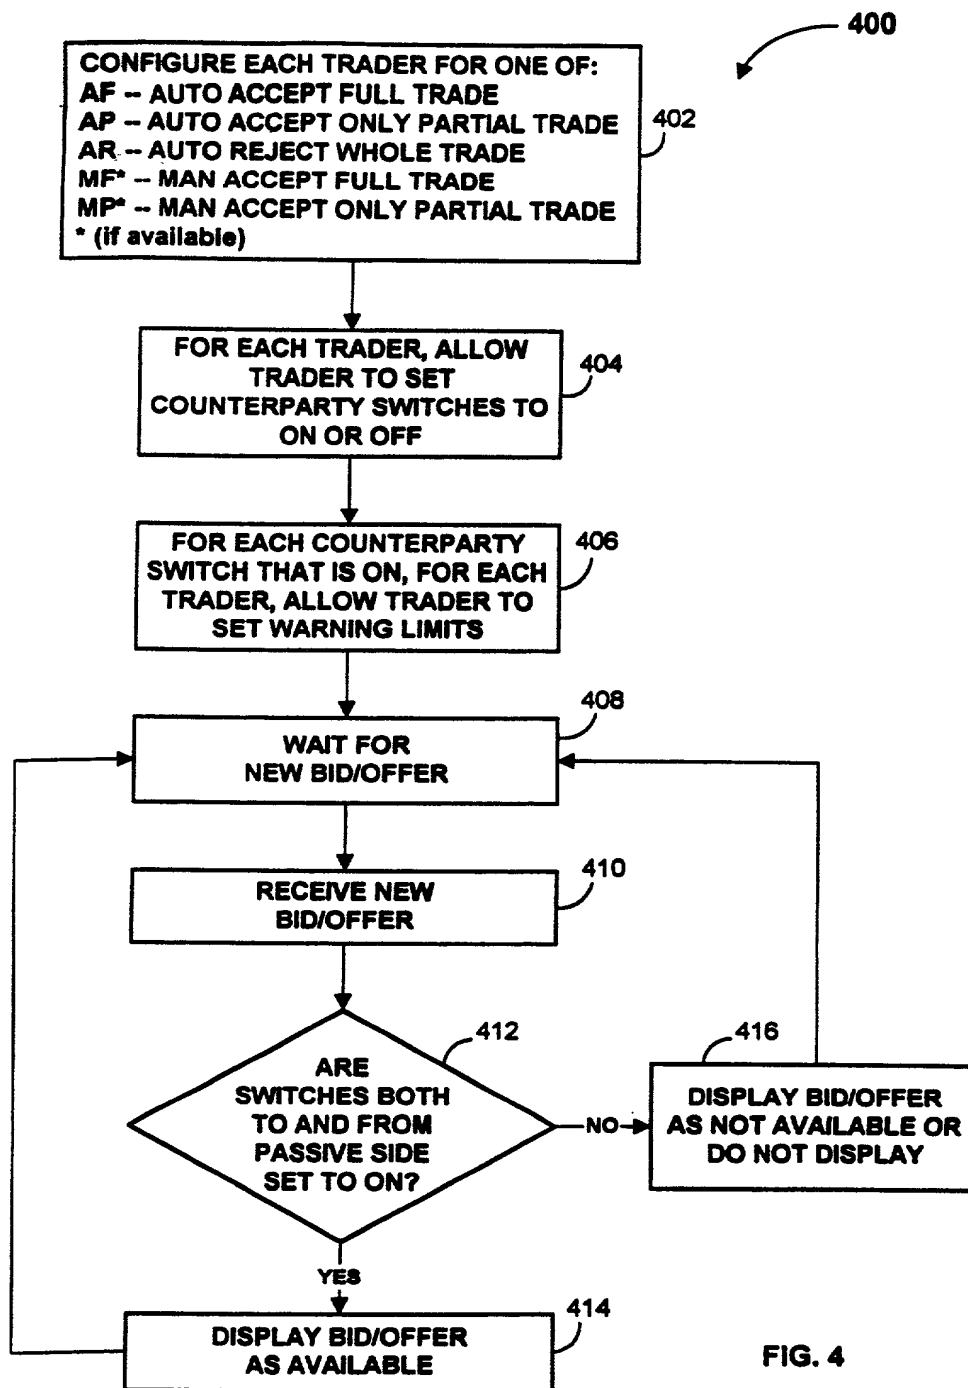 400
CONFIGURE EACH TRADER FOR ONE OF:
AF -- AUTO ACCEPT FULL TRADE
AP -- AUTO ACCEPT ONLY PARTIAL TRADE
AR -- AUTO REJECT WHOLE TRADE
MF* -- MAN ACCEPT FULL TRADE
MP* -- MAN ACCEPT ONLY PARTIAL TRADE
* (if available)
402
FOR EACH TRADER, ALLOW
TRADER TO SET
COUNTERPARTY SWITCHES TO
ON OR OFF
404
FOR EACH COUNTERPARTY
SWITCH THAT IS ON, FOR EACH
TRADER, ALLOW TRADER TO
SET WARNING LIMITS
406
WAIT FOR
NEW BID/OFFER
408
RECEIVE NEW
BID/OFFER
410
ARE
SWITCHES BOTH
TO AND FROM
PASSIVE SIDE
SET TO ON?
412
NO
DISPLAY BID/OFFER
AS NOT AVAILABLE OR
DO NOT DISPLAY
416
YES
DISPLAY BID/OFFER
AS AVAILABLE
414
FIG. 4